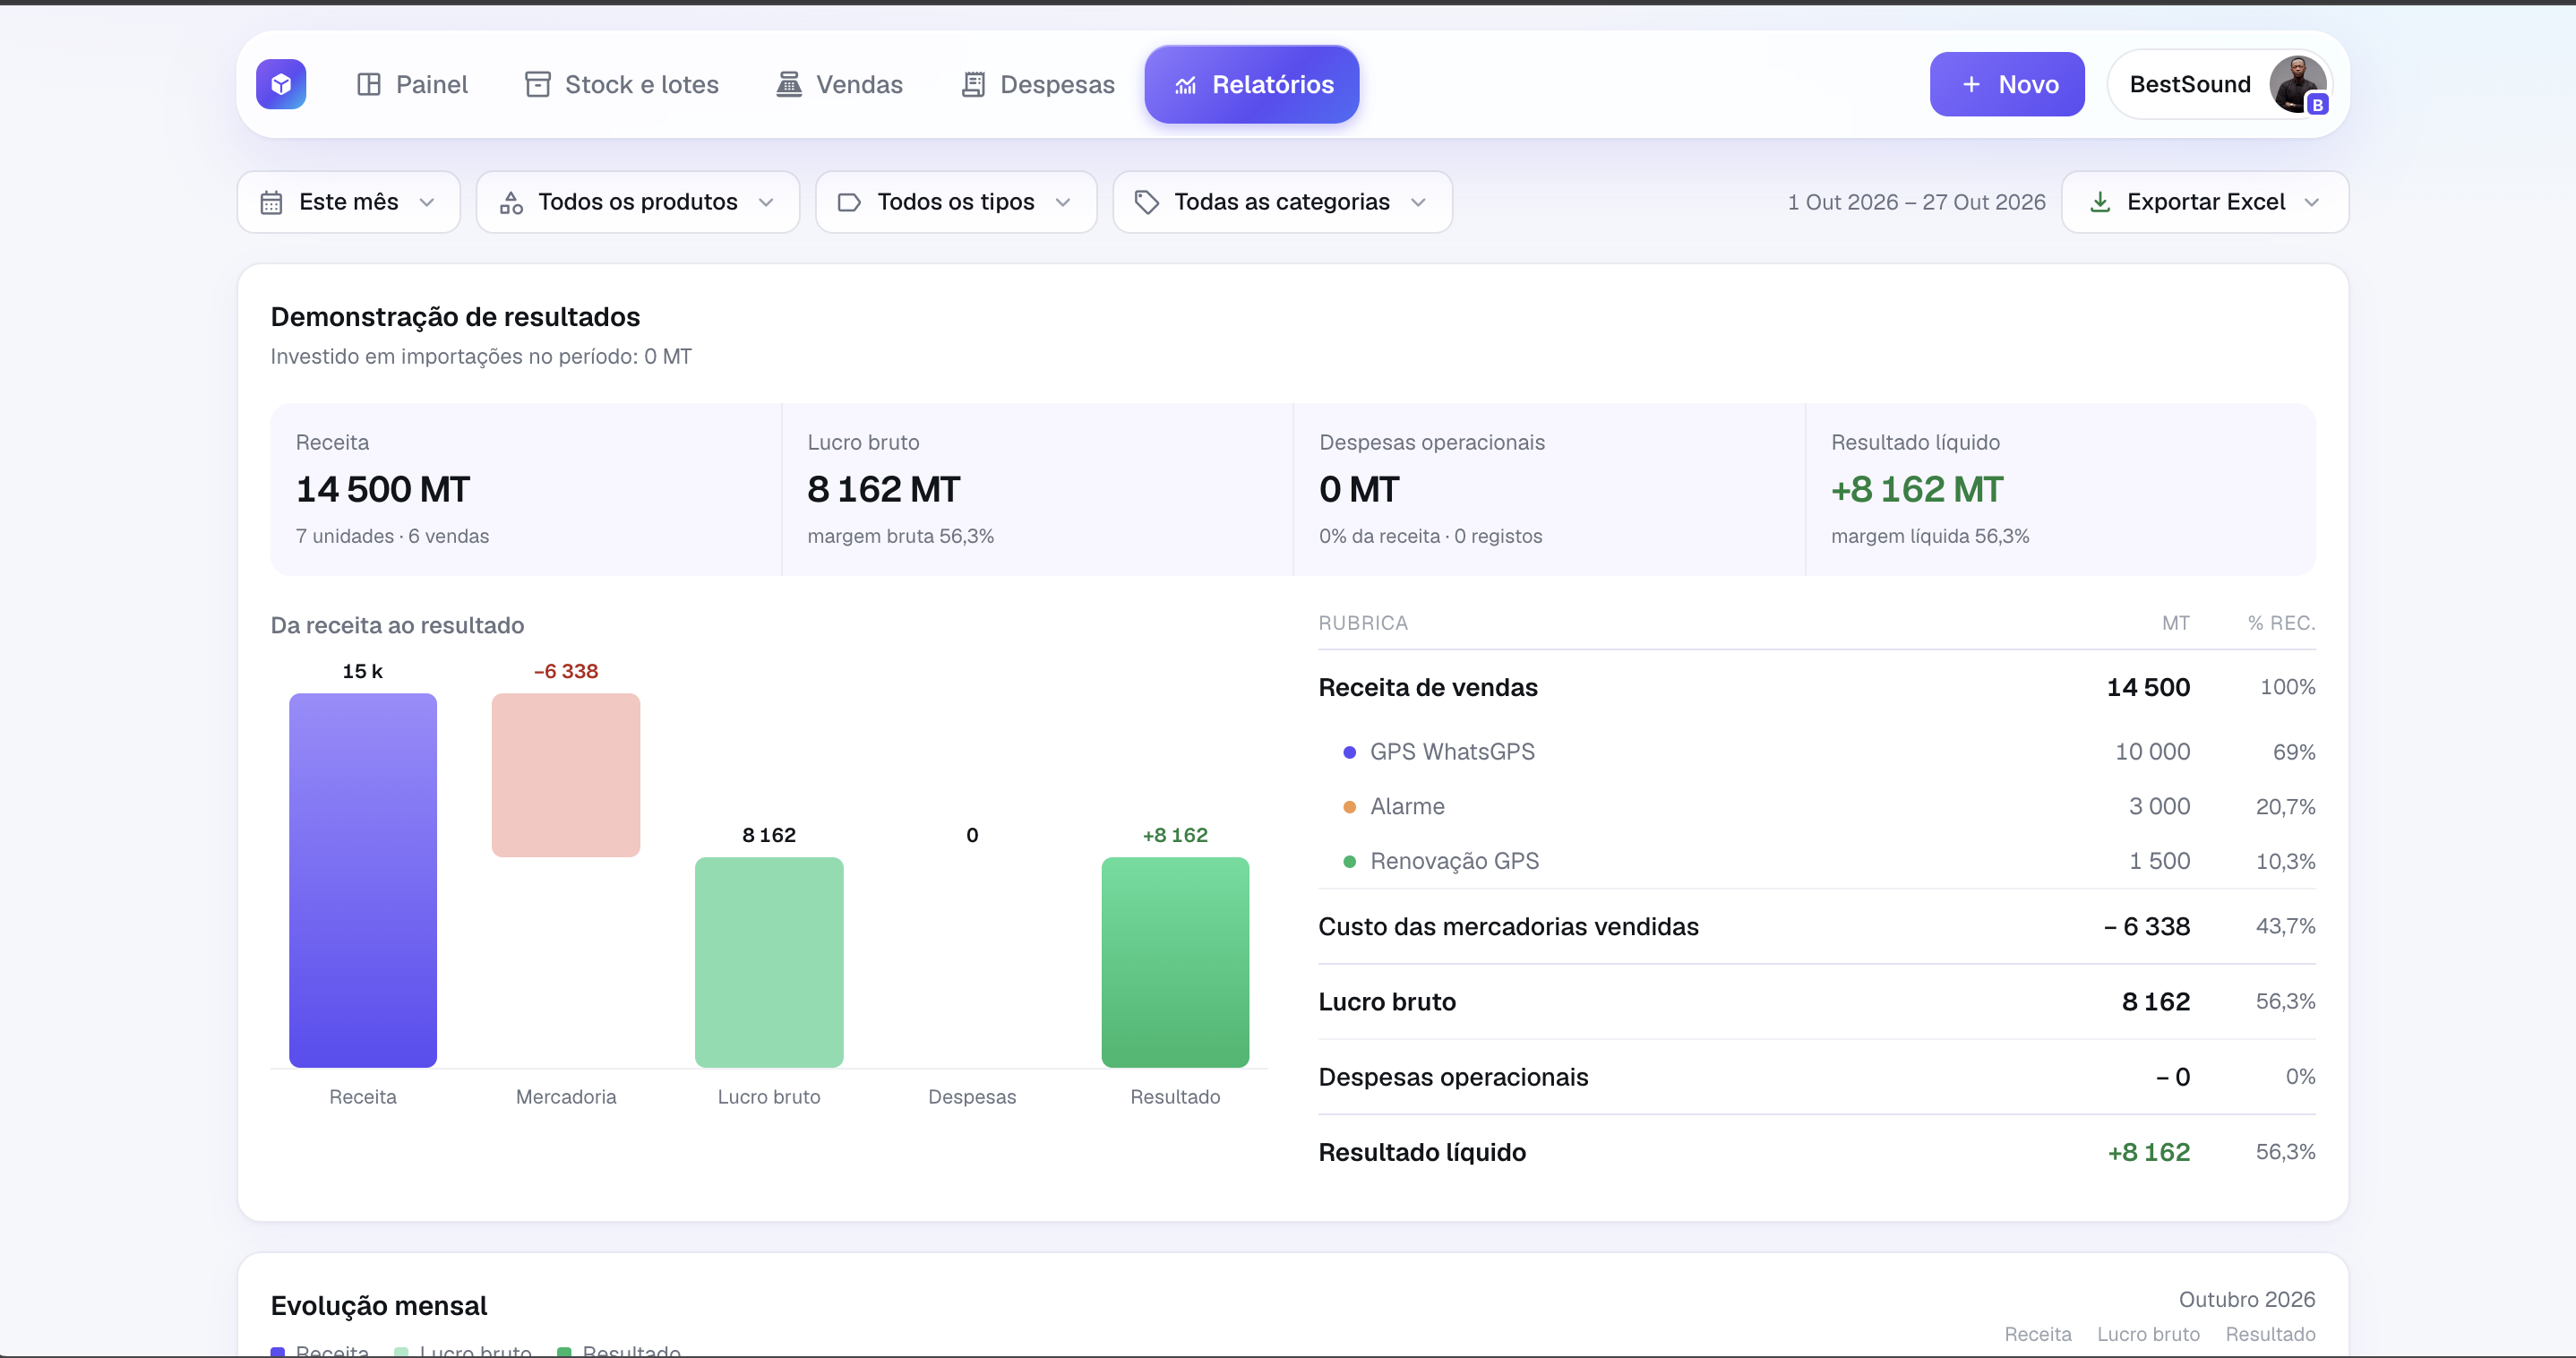 Painel
Stock e lotes
Vendas
Despesas
Relatórios
+ Novo
BestSound
B
Este mês
Todos os produtos
Todos os tipos
Todas as categorias
1 Out 2026 – 27 Out 2026
Exportar Excel
Demonstração de resultados
Investido em importações no período: 0 MT
Receita
14 500 MT
7 unidades · 6 vendas
Lucro bruto
8 162 MT
margem bruta 56,3%
Despesas operacionais
0 MT
0% da receita · 0 registos
Resultado líquido
+8 162 MT
margem líquida 56,3%
Da receita ao resultado
15 k
−6 338
8 162
0
+8 162
Receita
Mercadoria
Lucro bruto
Despesas
Resultado
RUBRICA MT % REC.
Receita de vendas 14 500 100%
GPS WhatsGPS 10 000 69%
Alarme 3 000 20,7%
Renovação GPS 1 500 10,3%
Custo das mercadorias vendidas – 6 338 43,7%
Lucro bruto 8 162 56,3%
Despesas operacionais – 0 0%
Resultado líquido +8 162 56,3%
Evolução mensal
Receita Lucro bruto Resultado
Outubro 2026
Receita Lucro bruto Resultado